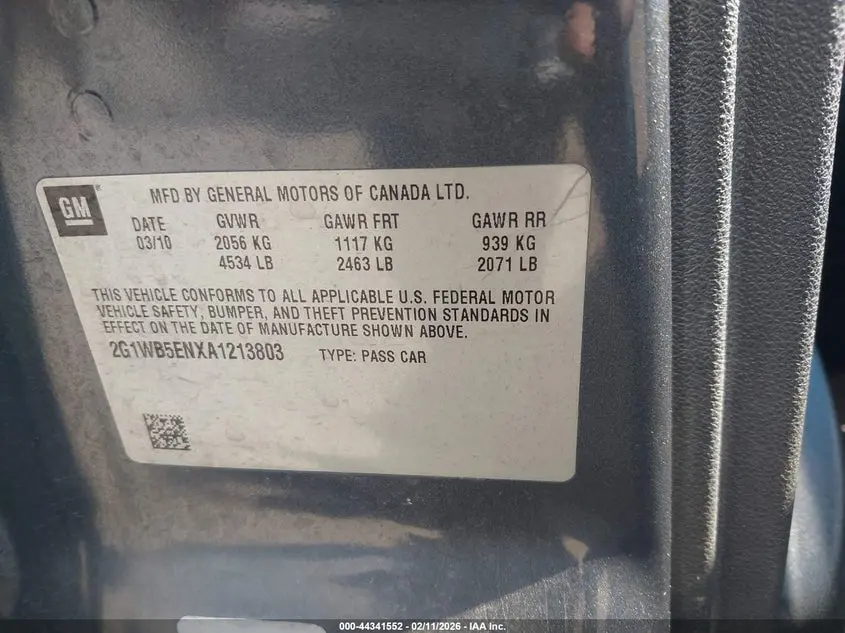 GM
MFD BY GENERAL MOTORS OF CANADA LTD.
DATE GVWR GAWR FRT GAWR RR
03/10 2056 KG 1117 KG 939 KG
4534 LB 2463 LB 2071 LB
THIS VEHICLE CONFORMS TO ALL APPLICABLE U.S. FEDERAL MOTOR
VEHICLE SAFETY, BUMPER, AND THEFT PREVENTION STANDARDS IN
EFFECT ON THE DATE OF MANUFACTURE SHOWN ABOVE.
2G1WB5ENXA1213803 TYPE: PASS CAR
000-44341552 - 02/11/2026 - IAA Inc.